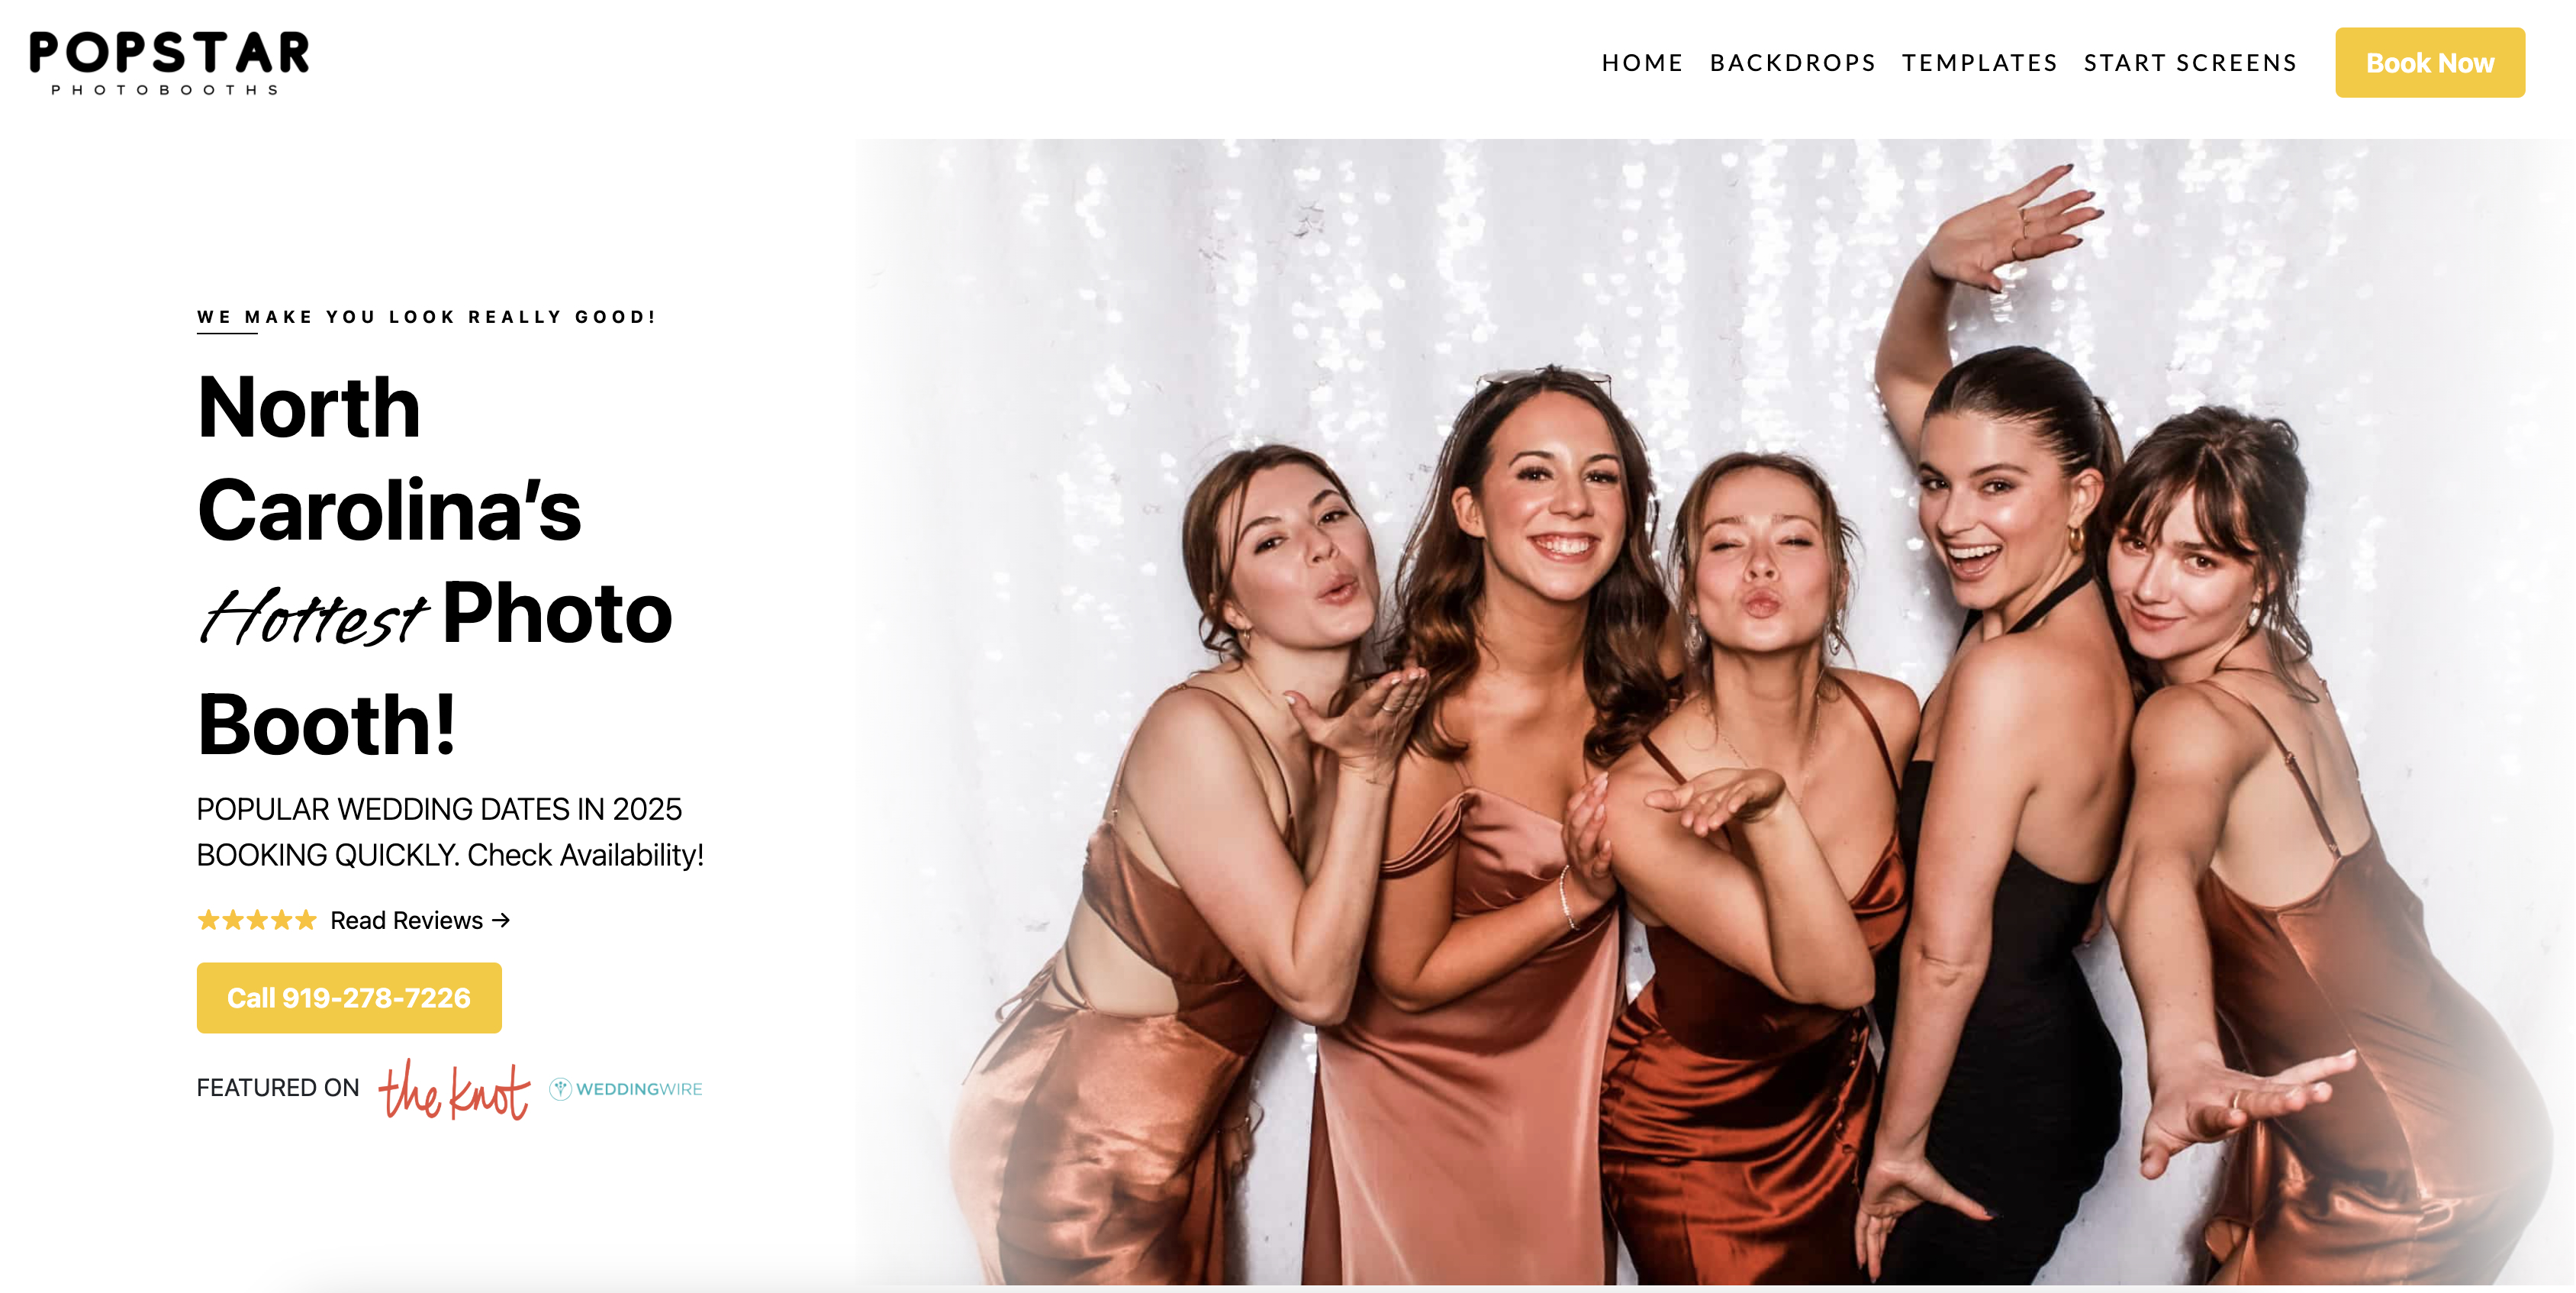 POPSTAR
PHOTOBOOTHS
HOME BACKDROPS TEMPLATES START SCREENS Book Now
WE MAKE YOU LOOK REALLY GOOD!
North
Carolina’s
Hottest Photo
Booth!
POPULAR WEDDING DATES IN 2025
BOOKING QUICKLY. Check Availability!
Read Reviews →
Call 919-278-7226
FEATURED ON the knot WEDDINGWIRE